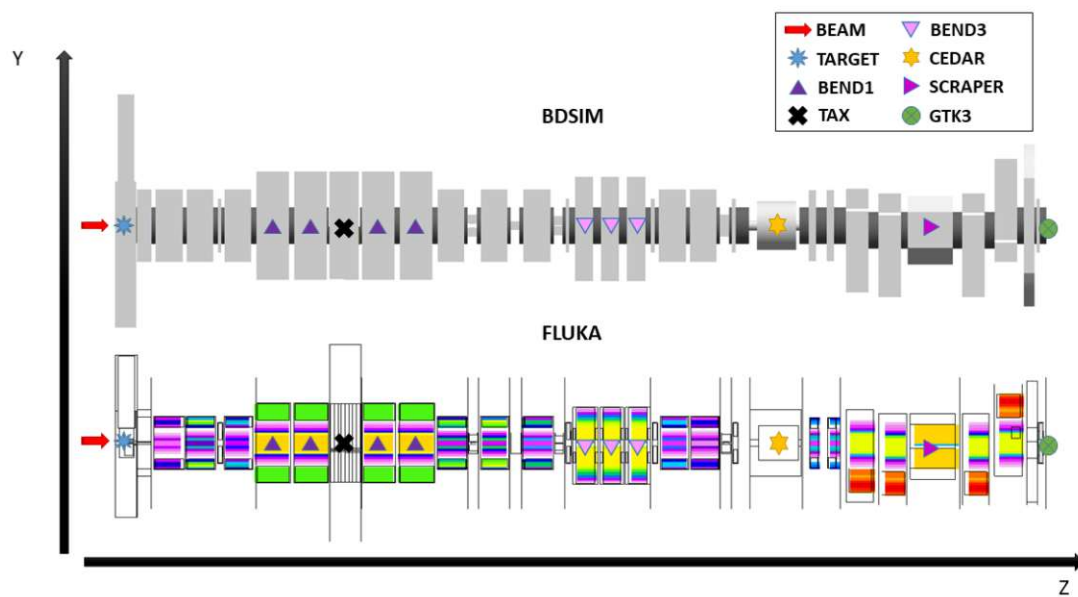 BEAM BEND3
TARGET CEDAR
BEND1 SCRAPER
TAX GTK3
Y
BDSIM
FLUKA
Z